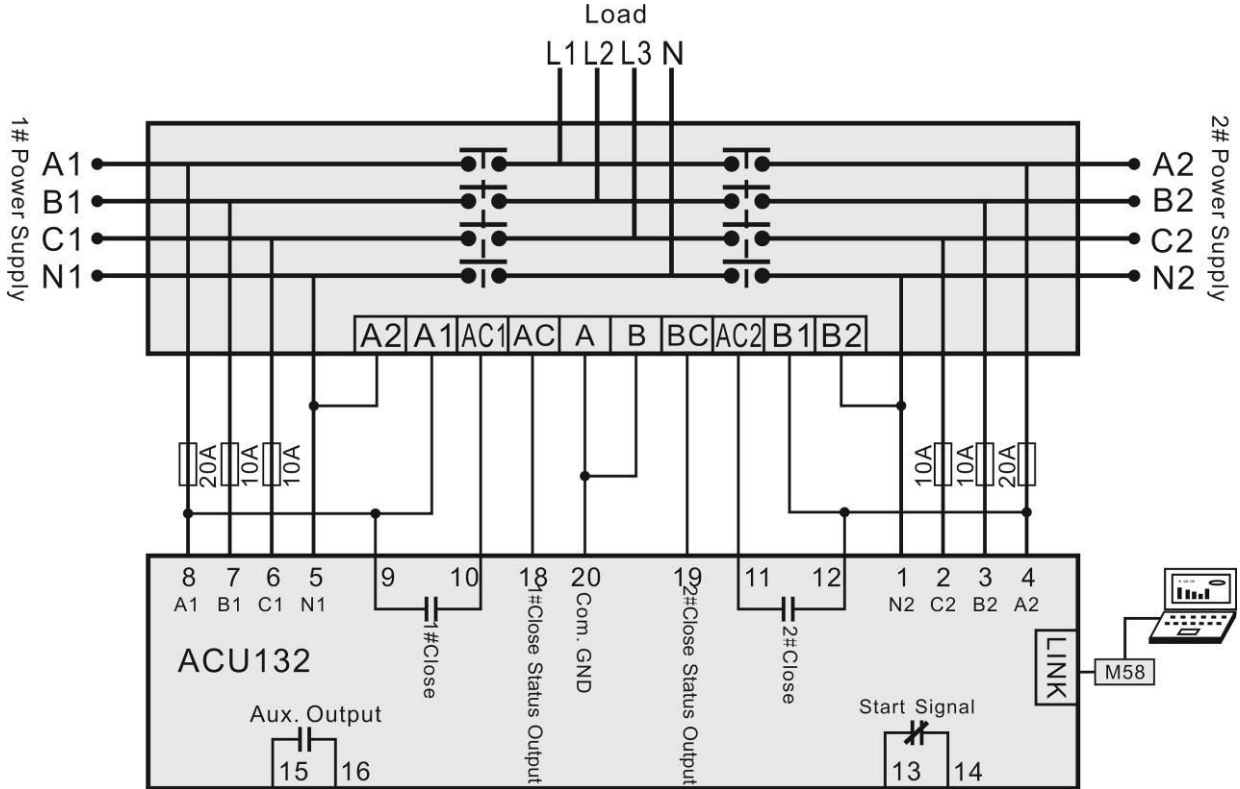 Load
L1 L2 L3 N
1# Power Supply
A1
B1
C1
N1
A2
B2
C2
N2
2# Power Supply
A2 A1 AC1 AC A B BC AC2 B1 B2
20A 10A 10A
10A 10A 20A
8 7 6 5 9 10 18 20 19 11 12 1 2 3 4
A1 B1 C1 N1
N2 C2 B2 A2
1#Close
1#Close Status Output
Com. GND
2#Close Status Output
2#Close
ACU132
LINK
M58
Aux. Output
15 16
Start Signal
13 14